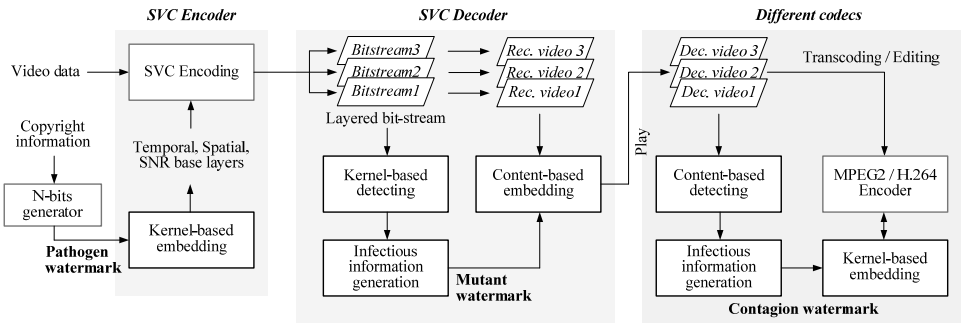 SVC Encoder
Video data
SVC Encoding
Copyright
information
Temporal, Spatial,
SNR base layers
N-bits
generator
Pathogen
watermark
Kernel-based
embedding
SVC Decoder
Bitstream3
Bitstream2
Bitstream1
Rec. video 3
Rec. video 2
Rec. video1
Layered bit-stream
Kernel-based
detecting
Content-based
embedding
Infectious
information
generation
Mutant
watermark
Play
Different codecs
Dec. video 3
Dec. video 2
Dec. video1
Transcoding / Editing
Content-based
detecting
MPEG2 / H.264
Encoder
Infectious
information
generation
Kernel-based
embedding
Contagion watermark